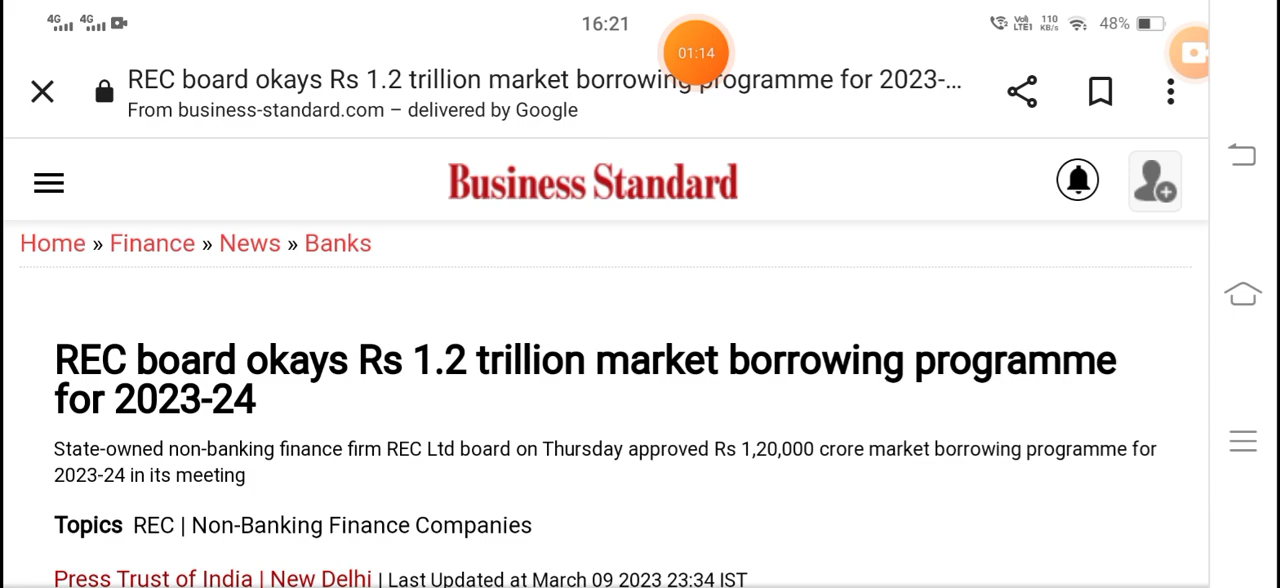 4G 4G 16:21 01:14 Vol) LTE1 110 KB/s 48%
REC board okays Rs 1.2 trillion market borrowing programme for 2023-...
From business-standard.com – delivered by Google
Business Standard
Home » Finance » News » Banks
REC board okays Rs 1.2 trillion market borrowing programme
for 2023-24
State-owned non-banking finance firm REC Ltd board on Thursday approved Rs 1,20,000 crore market borrowing programme for
2023-24 in its meeting
Topics REC | Non-Banking Finance Companies
Press Trust of India | New Delhi | Last Updated at March 09 2023 23:34 IST